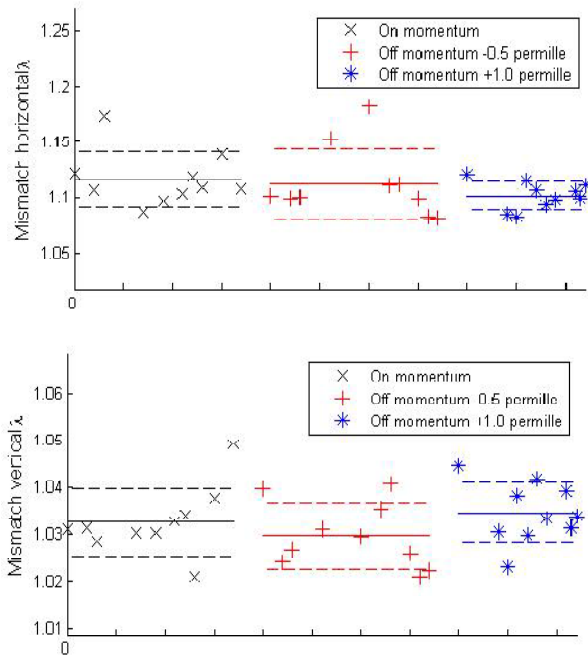 1.25
1.2
1.15
1.1
1.05
0
Mismatch horizontal λ
On momentum
Off momentum -0.5 permille
Off momentum +1.0 permille
1.06
1.05
1.04
1.03
1.02
1.01
0
Mismatch vertical λ
On momentum
Off momentum -0.5 permille
Off momentum +1.0 permille